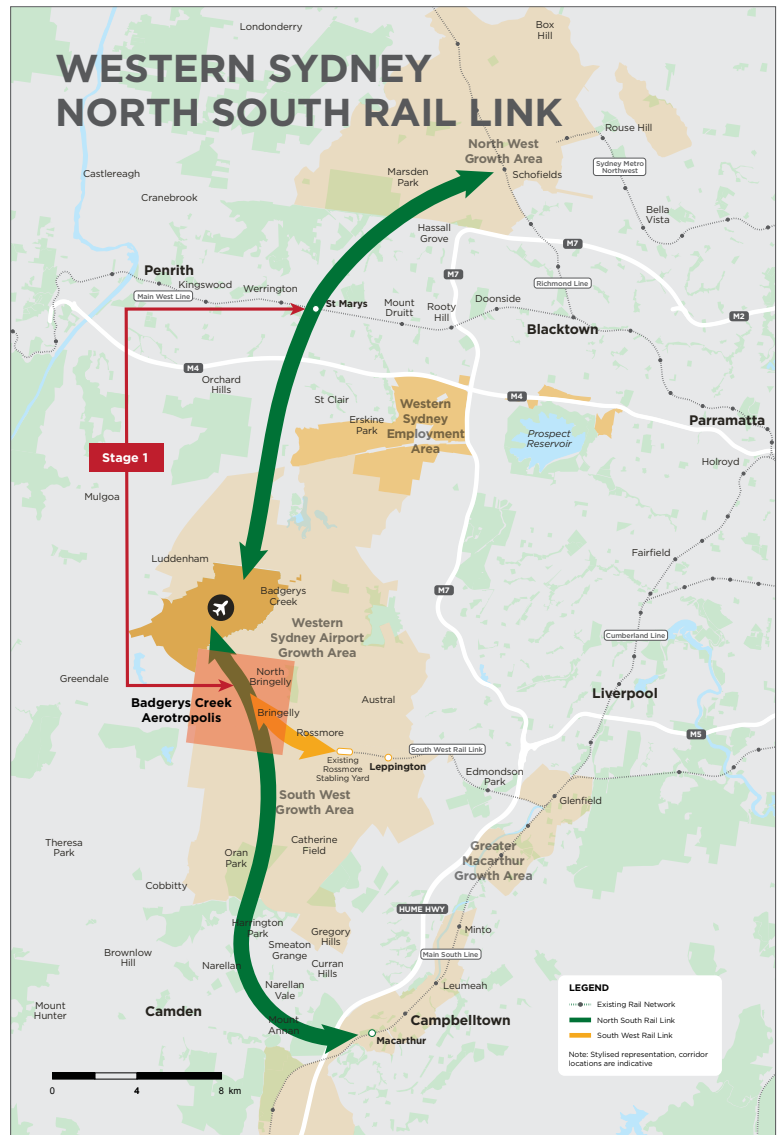 WESTERN SYDNEY
NORTH SOUTH RAIL LINK
Londonderry
Box
Hill
Rouse Hill
North West
Growth Area
Sydney Metro
Northwest
Castlereagh
Marsden
Park
Schofields
Cranebrook
Bella
Vista
Hassall
Grove
M7
Penrith
M7
Kingswood
Werrington
Richmond Line
Main West Line
St Marys
Mount
Druitt
Rooty
Hill
Doonside
M2
Blacktown
M4
Orchard
Hills
St Clair
M4
Western
Sydney
Employment
Area
Erskine
Park
Parramatta
Prospect
Reservoir
Stage 1
Holroyd
Mulgoa
Fairfield
Luddenham
Badgerys
Creek
M7
Western
Sydney Airport
Growth Area
Cumberland Line
North
Bringelly
Greendale
Liverpool
Badgerys Creek
Aerotropolis
Austral
Bringelly
Rossmore
M5
South West Rail Link
Existing
Rossmore
Stabling Yard
Leppington
Edmondson
Park
South West
Growth Area
Glenfield
Theresa
Park
Catherine
Field
Oran
Park
Greater
Macarthur
Growth Area
Cobbitty
HUME HWY
Harrington
Park
Gregory
Hills
Minto
Smeaton
Grange
Brownlow
Hill
Main South Line
Narellan
Curran
Hills
Narellan
Vale
Leumeah
Mount
Hunter
Camden
Mount
Annan
Campbelltown
Macarthur
LEGEND
Existing Rail Network
North South Rail Link
South West Rail Link
Note: Stylised representation, corridor
locations are indicative
0 4 8 km